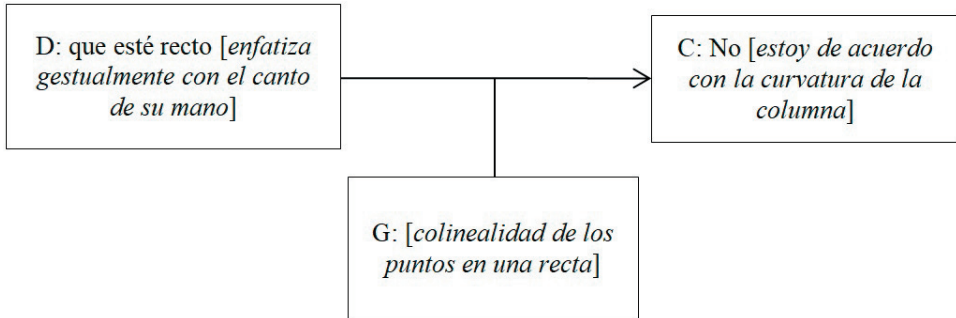 D: que esté recto [enfatiza
gestualmente con el canto
de su mano]
C: No [estoy de acuerdo
con la curvatura de la
columna]
G: [colinealidad de los
puntos en una recta]